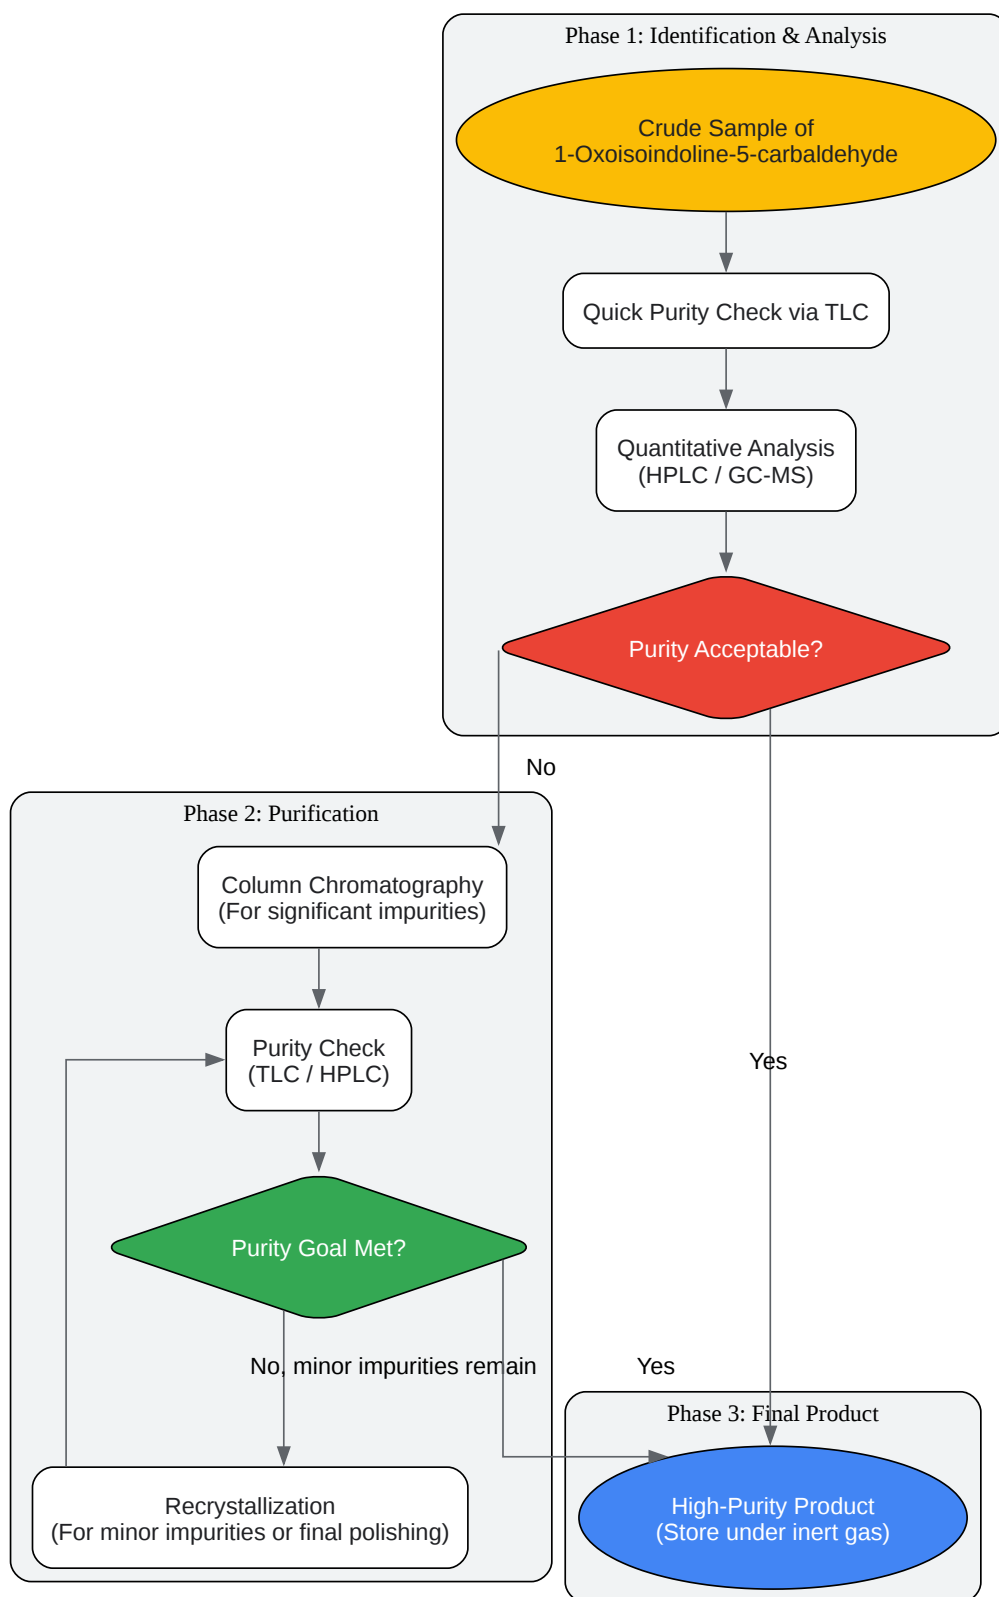 Phase 1: Identification & Analysis
Crude Sample of
1-Oxoisoindoline-5-carbaldehyde
Quick Purity Check via TLC
Quantitative Analysis
(HPLC / GC-MS)
Purity Acceptable?
No
Phase 2: Purification
Column Chromatography
(For significant impurities)
Purity Check
(TLC / HPLC)
Yes
Purity Goal Met?
No, minor impurities remain
Yes
Phase 3: Final Product
Recrystallization
(For minor impurities or final polishing)
High-Purity Product
(Store under inert gas)